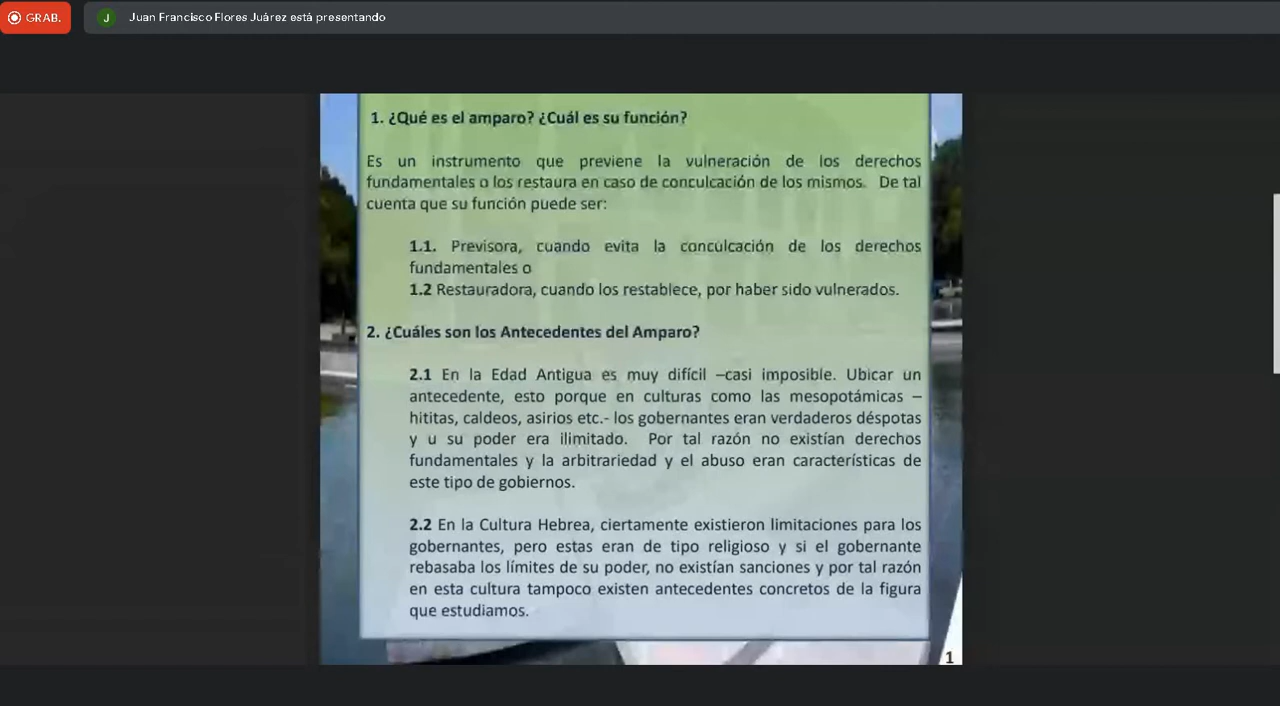 GRAB.
J
Juan Francisco Flores Juárez está presentando
1. ¿Qué es el amparo? ¿Cuál es su función?
Es un instrumento que previene la vulneración de los derechos
fundamentales o los restaura en caso de conculcación de los mismos. De tal
cuenta que su función puede ser:
1.1. Previsora, cuando evita la conculcación de los derechos
fundamentales o
1.2 Restauradora, cuando los restablece, por haber sido vulnerados.
2. ¿Cuáles son los Antecedentes del Amparo?
2.1 En la Edad Antigua es muy difícil –casi imposible. Ubicar un
antecedente, esto porque en culturas como las mesopotámicas –
hititas, caldeos, asirios etc.- los gobernantes eran verdaderos déspotas
y u su poder era ilimitado. Por tal razón no existían derechos
fundamentales y la arbitrariedad y el abuso eran características de
este tipo de gobiernos.
2.2 En la Cultura Hebrea, ciertamente existieron limitaciones para los
gobernantes, pero estas eran de tipo religioso y si el gobernante
rebasaba los límites de su poder, no existían sanciones y por tal razón
en esta cultura tampoco existen antecedentes concretos de la figura
que estudiamos.
1